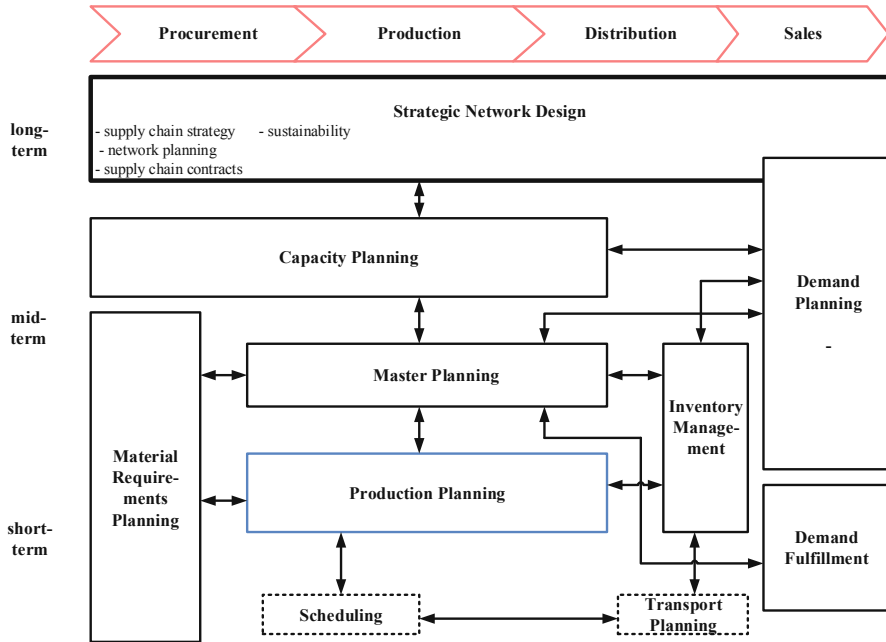 Procurement
Production
Distribution
Sales
Strategic Network Design
long-
term
- supply chain strategy - sustainability
- network planning
- supply chain contracts
Capacity Planning
Demand
Planning
-
mid-
term
Master Planning
Inventory
Manage-
ment
Material
Require-
ments
Planning
Production Planning
short-
term
Demand
Fulfillment
Scheduling
Transport
Planning